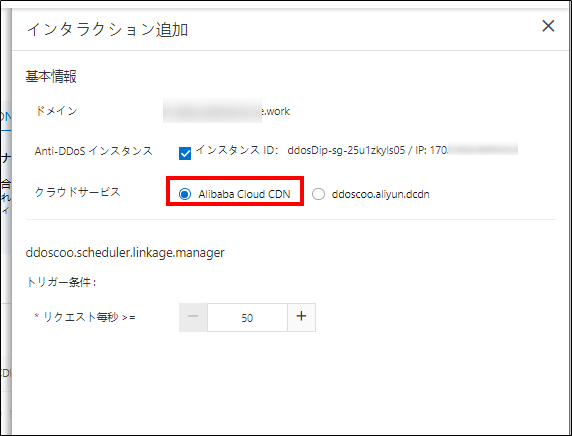 インタラクション追加
基本情報
ドメイン e.work
Anti-DDoS インスタンス インスタンス ID: ddosDip-sg-25u1zkyls05 / IP: 170
クラウドサービス Alibaba Cloud CDN ddoscoo.aliyun.dcdn
ddoscoo.scheduler.linkage.manager
トリガー条件 :
* リクエスト毎秒 >= 50